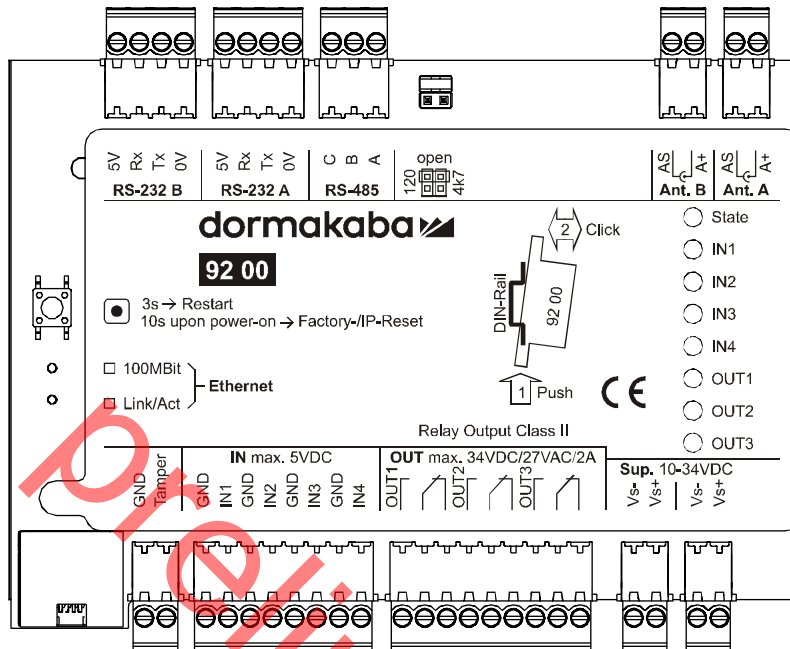 5V Rx Tx 0V
RS-232 B
5V Rx Tx 0V
RS-232 A
C B A
RS-485
open
120
4k7
AS A+
Ant. B
AS A+
Ant. A
dormakaba
92 00
3s → Restart
10s upon power-on → Factory-/IP-Reset
100MBit
Link/Act
Ethernet
2 Click
DIN-Rail
92 00
1 Push
CE
State
IN1
IN2
IN3
IN4
OUT1
OUT2
OUT3
Relay Output Class II
GND Tamper
IN max. 5VDC
GND IN1 GND IN2 GND IN3 GND IN4
OUT max. 34VDC/27VAC/2A
OUT1 OUT2 OUT3
Sup. 10-34VDC
Vs- Vs+ Vs- Vs+
preli